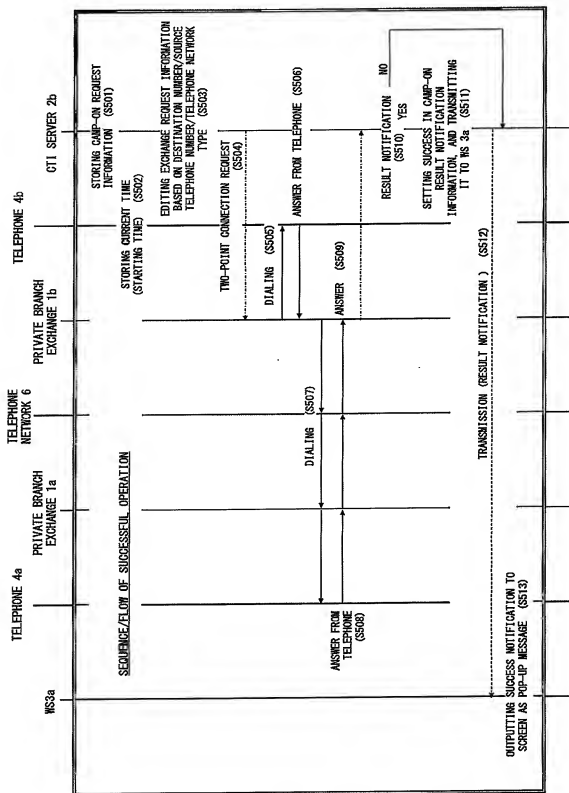 WS3a
TELEPHONE 4a
PRIVATE BRANCH
EXCHANGE 1a
TELEPHONE
NETWORK 6
PRIVATE BRANCH
EXCHANGE 1b
TELEPHONE 4b
CTI SERVER 2b
SEQUENCE/FLOW OF SUCCESSFUL OPERATION
STORING CAMP-ON REQUEST
INFORMATION (S501)
STORING CURRENT TIME (S502)
(STARTING TIME)
EDITING EXCHANGE REQUEST INFORMATION
BASED ON DESTINATION NUMBER/SOURCE
TELEPHONE NUMBER/TELEPHONE NETWORK
TYPE (S503)
TWO-POINT CONNECTION REQUEST
(S504)
DIALING (S505)
ANSWER FROM TELEPHONE (S506)
DIALING (S507)
ANSWER FROM
TELEPHONE
(S508)
ANSWER (S509)
RESULT NOTIFICATION NO
(S510) YES
SETTING SUCCESS IN CAMP-ON
RESULT NOTIFICATION
INFORMATION, AND TRANSMITTING
IT TO WS 3a (S511)
TRANSMISSION (RESULT NOTIFICATION) (S512)
OUTPUTTING SUCCESS NOTIFICATION TO
SCREEN AS POP-UP MESSAGE (S513)